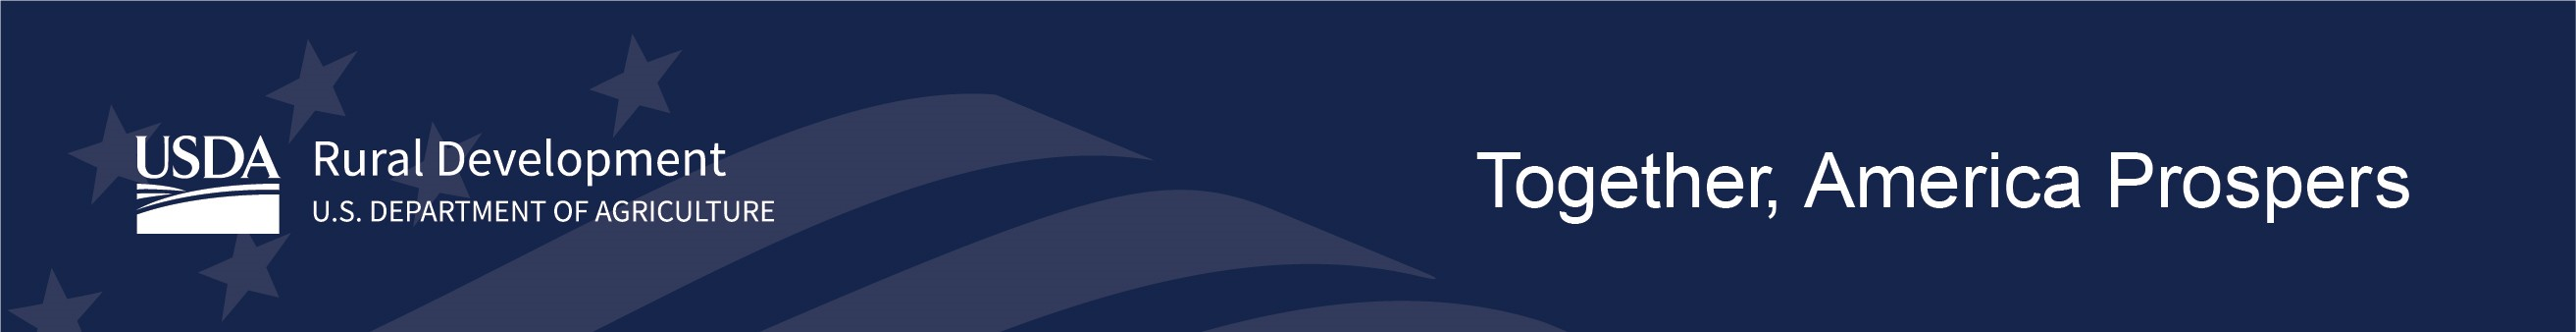 USDA
Rural Development
U.S. DEPARTMENT OF AGRICULTURE
Together, America Prospers